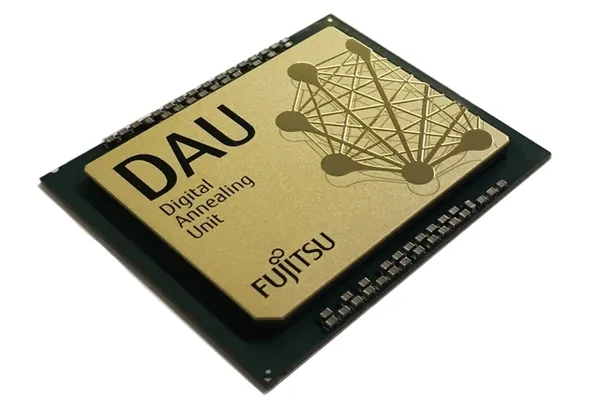 DAU
Digital
Annealing
Unit
FUJITSU